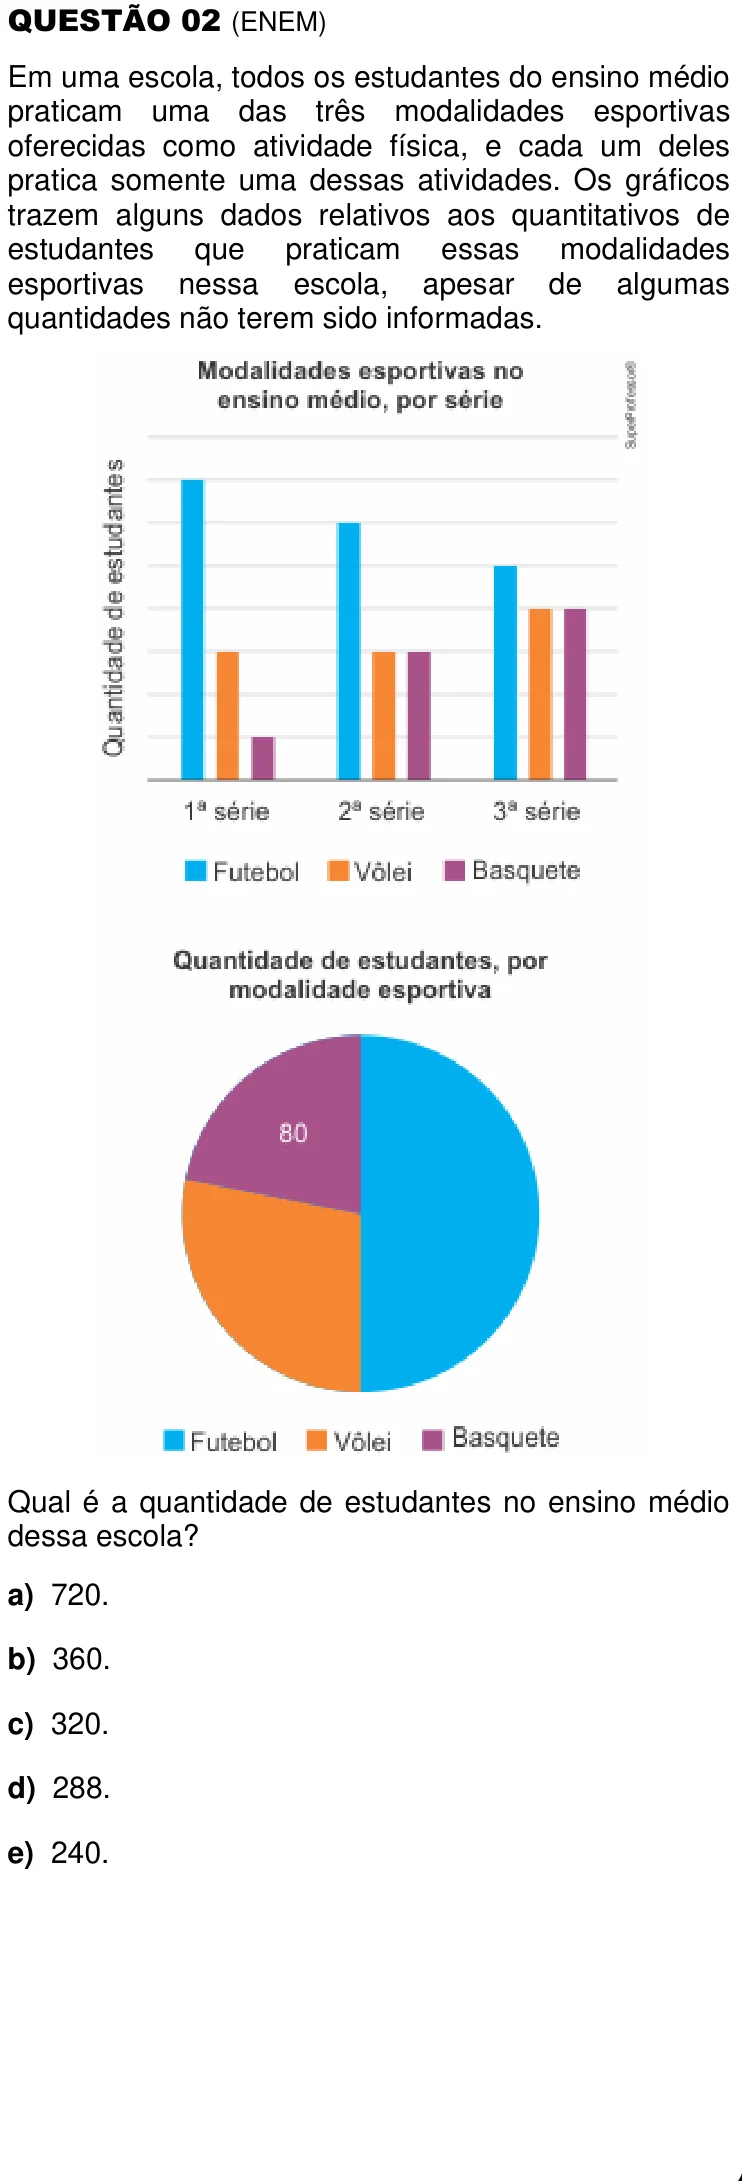 QUESTÃO 02 (ENEM)
Em uma escola, todos os estudantes do ensino médio
praticam uma das três modalidades esportivas
oferecidas como atividade física, e cada um deles
pratica somente uma dessas atividades. Os gráficos
trazem alguns dados relativos aos quantitativos de
estudantes que praticam essas modalidades
esportivas nessa escola, apesar de algumas
quantidades não terem sido informadas.
Modalidades esportivas no
ensino médio, por série
SuperProfessor®
Quantidade de estudantes
1ª série 2ª série 3ª série
Futebol Vôlei Basquete
Quantidade de estudantes, por
modalidade esportiva
80
Futebol Vôlei Basquete
Qual é a quantidade de estudantes no ensino médio
dessa escola?
a) 720.
b) 360.
c) 320.
d) 288.
e) 240.